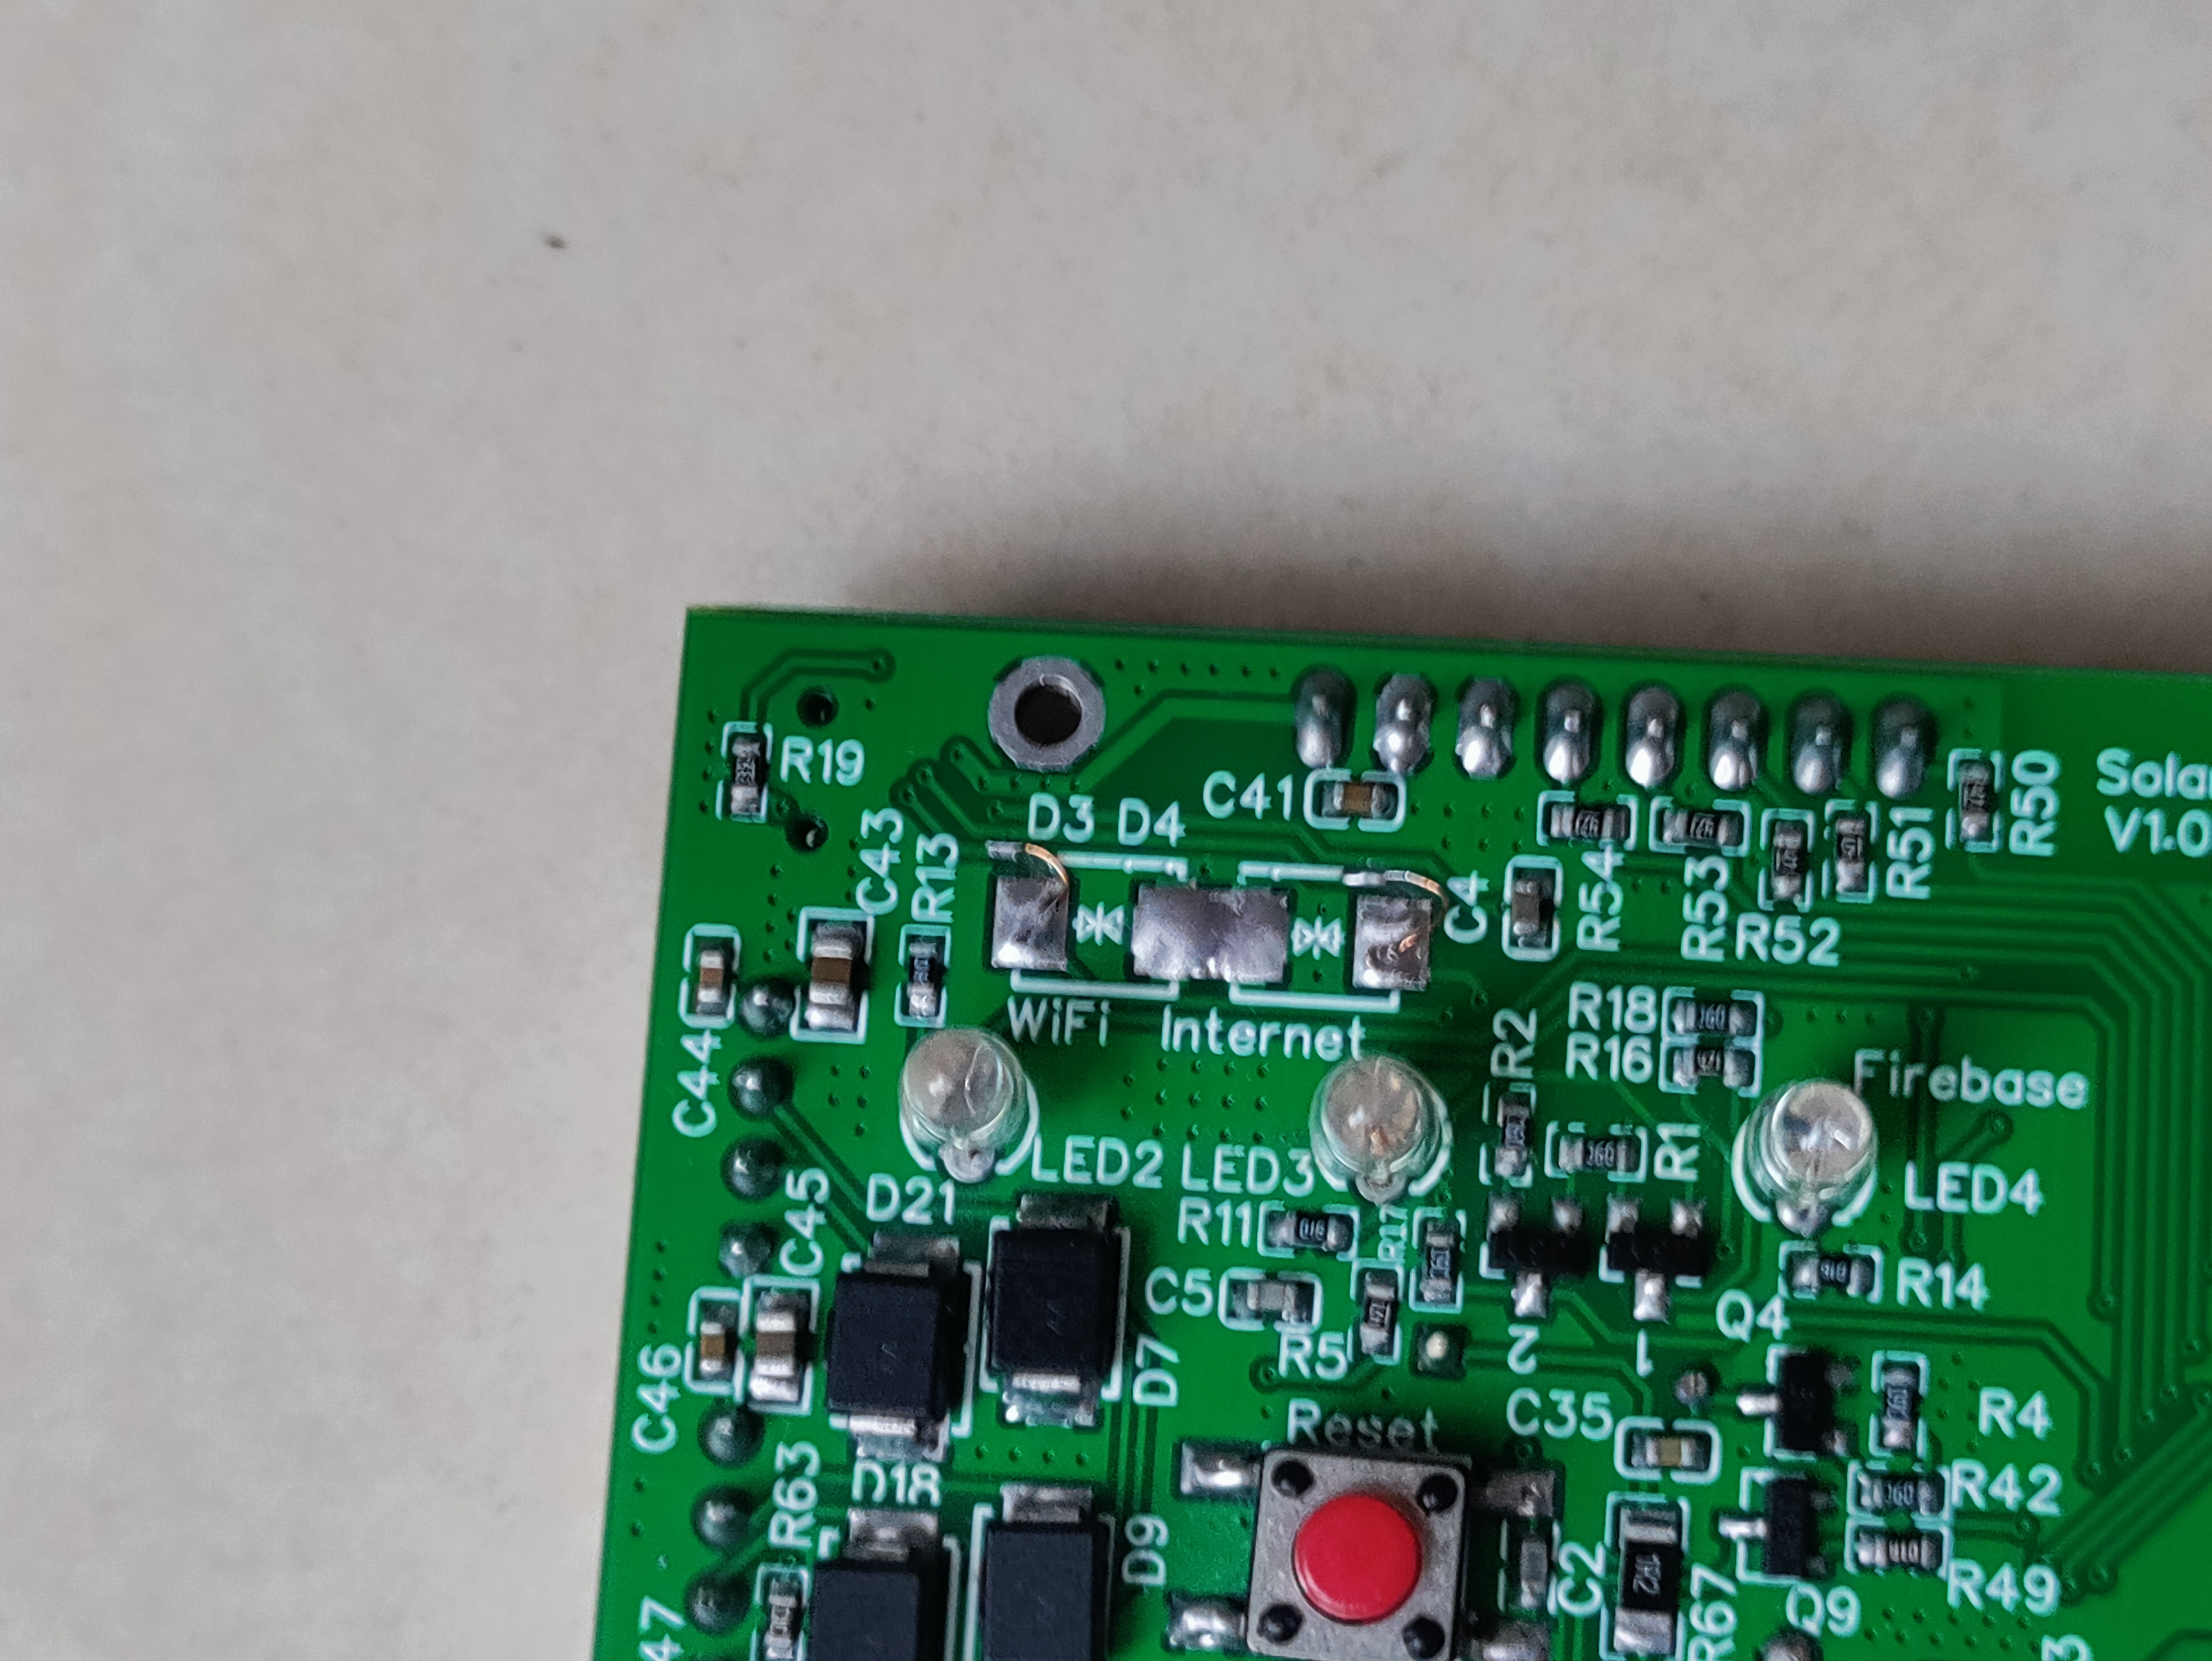 R19
C41
D3 D4
Sola
V1.0
R50
R51
R54
R53
R52
C43
R13
C4
WiFi
Internet
R18
R16
R2
Firebase
C44
LED2
LED3
R1
LED4
D21
C45
R11
R17
R14
C5
Q4
R5
2
1
D7
C46
Reset
C35
R4
D18
R63
R42
D9
C2
R67
R49
Q9
47
3